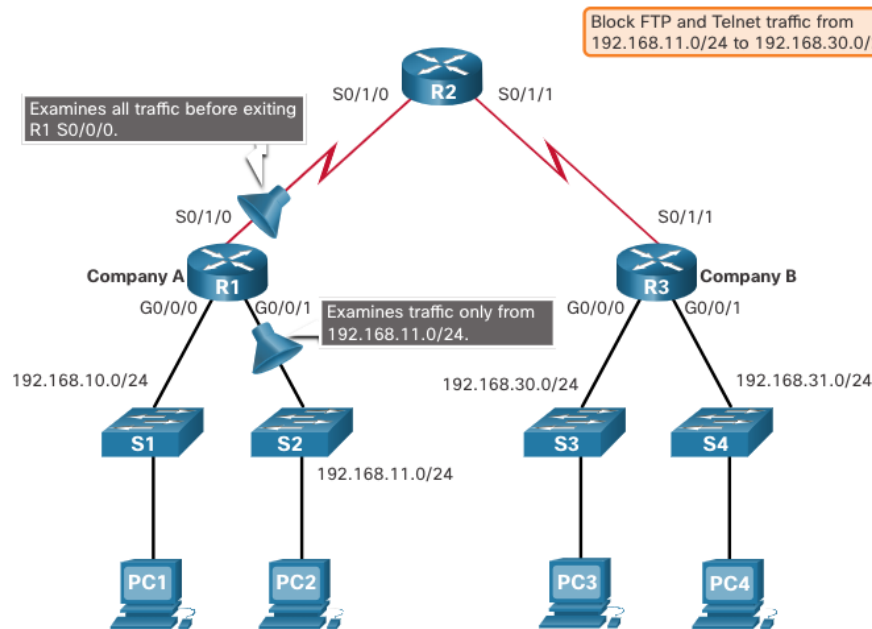 Block FTP and Telnet traffic from
192.168.11.0/24 to 192.168.30.0/
R2
S0/1/0
S0/1/1
Examines all traffic before exiting
R1 S0/0/0.
S0/1/0
S0/1/1
Company A
R1
R3
Company B
G0/0/0
G0/0/1
G0/0/0
G0/0/1
Examines traffic only from
192.168.11.0/24.
192.168.10.0/24
192.168.30.0/24
192.168.31.0/24
S1
S2
S3
S4
192.168.11.0/24
PC1
PC2
PC3
PC4